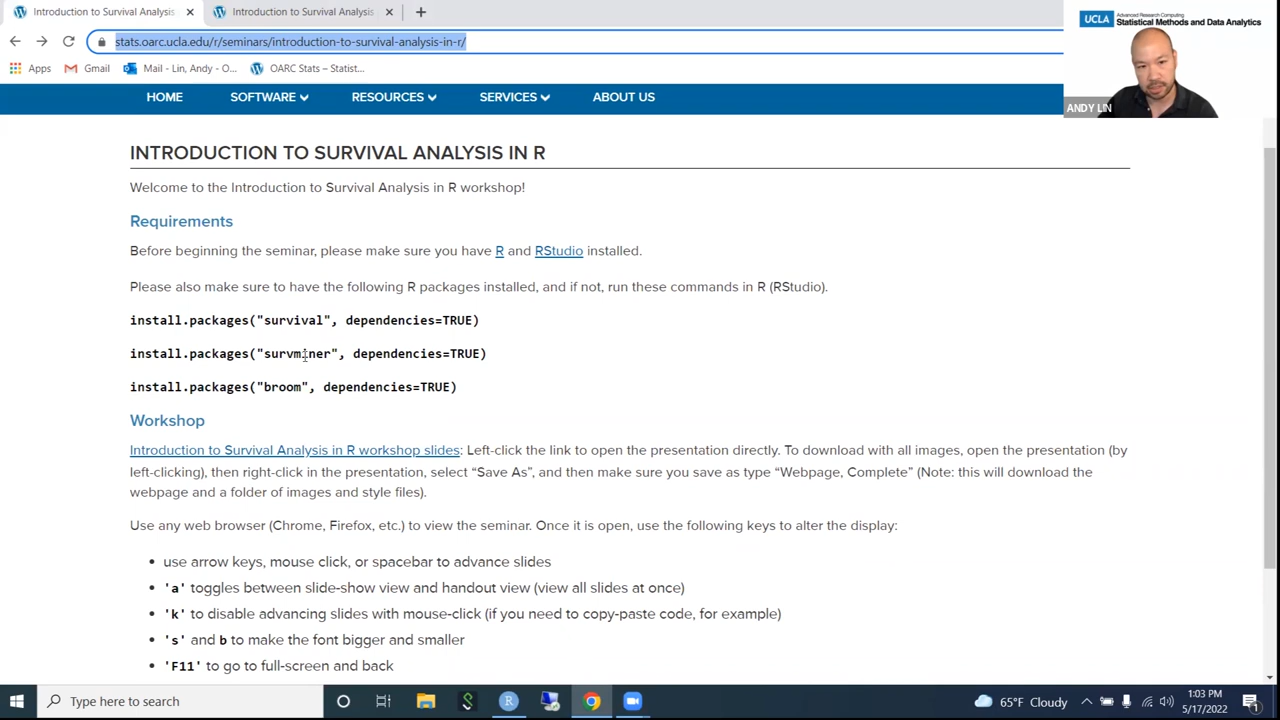 Introduction to Survival Analysis
Introduction to Survival Analysis
stats.oarc.ucla.edu/r/seminars/introduction-to-survival-analysis-in-r/
Apps
Gmail
Mail - Lin, Andy - O...
OARC Stats – Statist...
UCLA
Advanced Research Computing
Statistical Methods and Data Analytics
ANDY LIN
HOME
SOFTWARE
RESOURCES
SERVICES
ABOUT US
INTRODUCTION TO SURVIVAL ANALYSIS IN R
Welcome to the Introduction to Survival Analysis in R workshop!
Requirements
Before beginning the seminar, please make sure you have R and RStudio installed.
Please also make sure to have the following R packages installed, and if not, run these commands in R (RStudio).
install.packages("survival", dependencies=TRUE)
install.packages("survminer", dependencies=TRUE)
install.packages("broom", dependencies=TRUE)
Workshop
Introduction to Survival Analysis in R workshop slides: Left-click the link to open the presentation directly. To download with all images, open the presentation (by
left-clicking), then right-click in the presentation, select “Save As”, and then make sure you save as type “Webpage, Complete” (Note: this will download the
webpage and a folder of images and style files).
Use any web browser (Chrome, Firefox, etc.) to view the seminar. Once it is open, use the following keys to alter the display:
• use arrow keys, mouse click, or spacebar to advance slides
• 'a' toggles between slide-show view and handout view (view all slides at once)
• 'k' to disable advancing slides with mouse-click (if you need to copy-paste code, for example)
• 's' and b to make the font bigger and smaller
• 'F11' to go to full-screen and back
Type here to search
65°F Cloudy
1:03 PM
5/17/2022
1